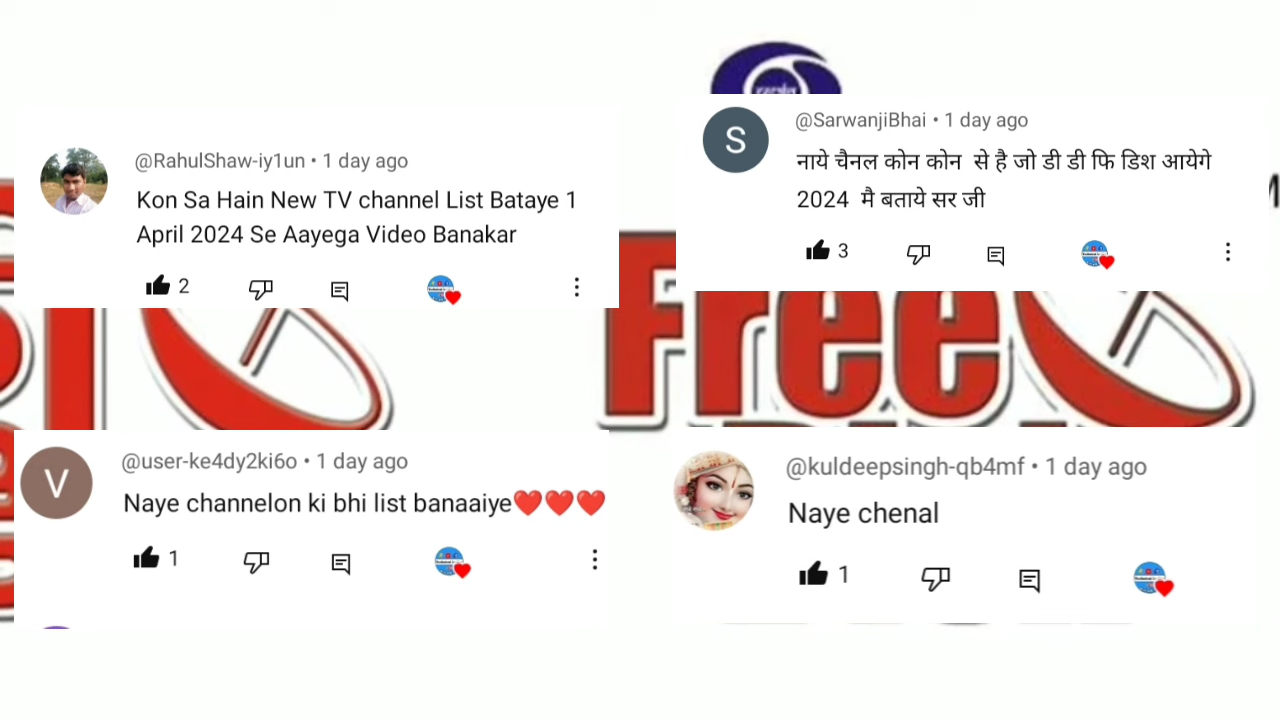 @RahulShaw-iy1un • 1 day ago
Kon Sa Hain New TV channel List Bataye 1
April 2024 Se Aayega Video Banakar
2
@SarwanjiBhai • 1 day ago
S
नाये चैनल कोन कोन से है जो डी डी फि डिश आयेगे
2024 मै बताये सर जी
3
Free
@user-ke4dy2ki6o • 1 day ago
V
Naye channelon ki bhi list banaaiye❤️❤️❤️
1
@kuldeepsingh-qb4mf • 1 day ago
Naye chenal
1